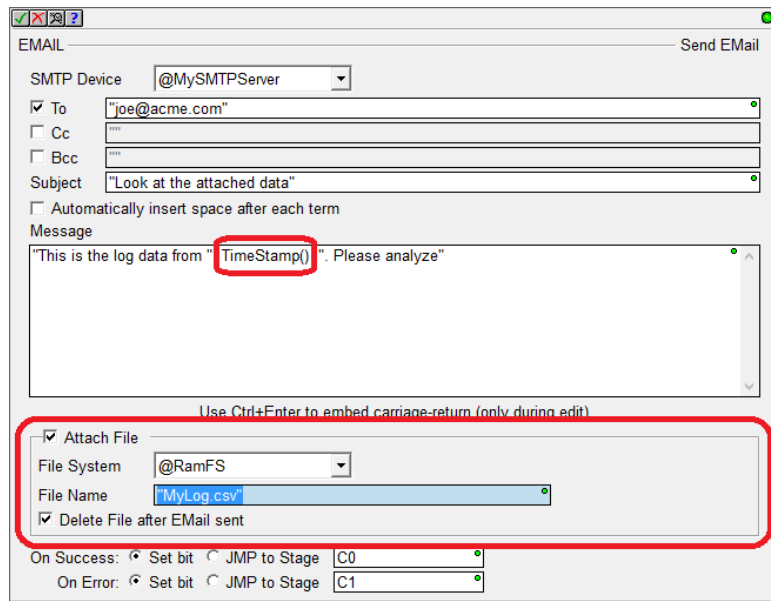 ?
EMAIL Send EMail
SMTP Device @MySMTPServer
To "joe@acme.com"
Cc ""
Bcc ""
Subject "Look at the attached data"
Automatically insert space after each term
Message
"This is the log data from " TimeStamp() ". Please analyze"
Use Ctrl+Enter to embed carriage-return (only during edit)
Attach File
File System @RamFS
File Name "MyLog.csv"
Delete File after EMail sent
On Success: Set bit JMP to Stage C0
On Error: Set bit JMP to Stage C1